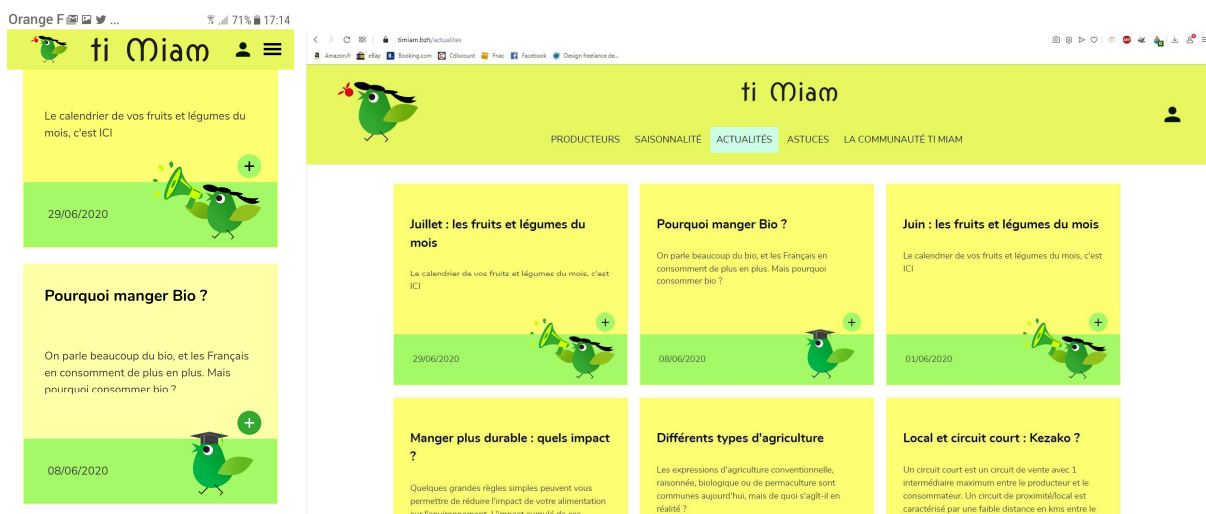 Orange F ... 71% 17:14
ti Miam
Le calendrier de vos fruits et légumes du
mois, c'est ICI
+
29/06/2020
Pourquoi manger Bio ?
On parle beaucoup du bio, et les Français
en consomment de plus en plus. Mais
pourquoi consommer bio ?
+
08/06/2020
timiam.bzh/actualites
Amazon.fr eBay Booking.com Cdiscount Fnac Facebook Design freelance de...
ti Miam
PRODUCTEURS SAISONNALITÉ ACTUALITÉS ASTUCES LA COMMUNAUTÉ TI MIAM
Juillet : les fruits et légumes du
mois
Le calendrier de vos fruits et légumes du mois, c'est
ICI
+
29/06/2020
Pourquoi manger Bio ?
On parle beaucoup du bio, et les Français en
consomment de plus en plus. Mais pourquoi
consommer bio ?
+
08/06/2020
Juin : les fruits et légumes du mois
Le calendrier de vos fruits et légumes du mois, c'est
ICI
+
01/06/2020
Manger plus durable : quels impact
?
Quelques grandes règles simples peuvent vous
permettre de réduire l'impact de votre alimentation
sur l'environnement. L'impact cumulé de ces
Différents types d'agriculture
Les expressions d'agriculture conventionnelle,
raisonnée, biologique ou de permaculture sont
communes aujourd'hui, mais de quoi s'agît-il en
réalité ?
Local et circuit court : Kezako ?
Un circuit court est un circuit de vente avec 1
intermédiaire maximum entre le producteur et le
consommateur. Un circuit de proximité/local est
caractérisé par une faible distance en kms entre le